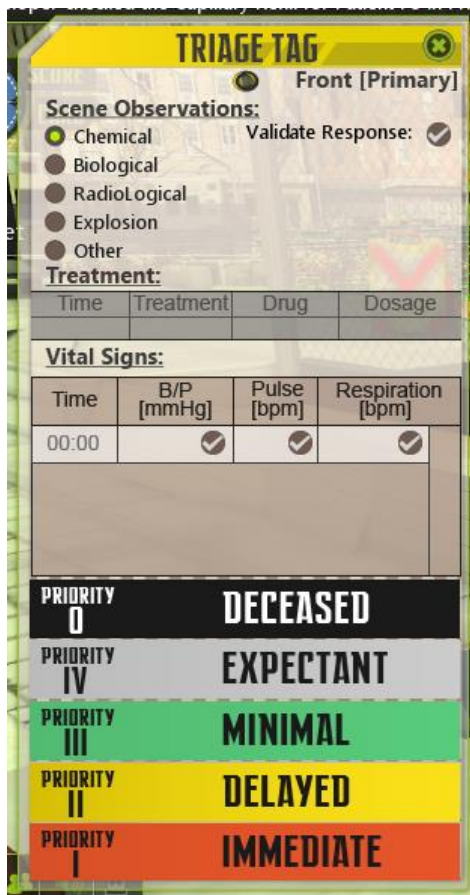 TRIAGE TAG
Front [Primary]
Scene Observations:
Chemical Validate Response:
Biological
RadioLogical
Explosion
Other
Treatment:
Time Treatment Drug Dosage
Vital Signs:
Time B/P [mmHg] Pulse [bpm] Respiration [bpm]
00:00
PRIORITY 0 DECEASED
PRIORITY IV EXPECTANT
PRIORITY III MINIMAL
PRIORITY II DELAYED
PRIORITY I IMMEDIATE